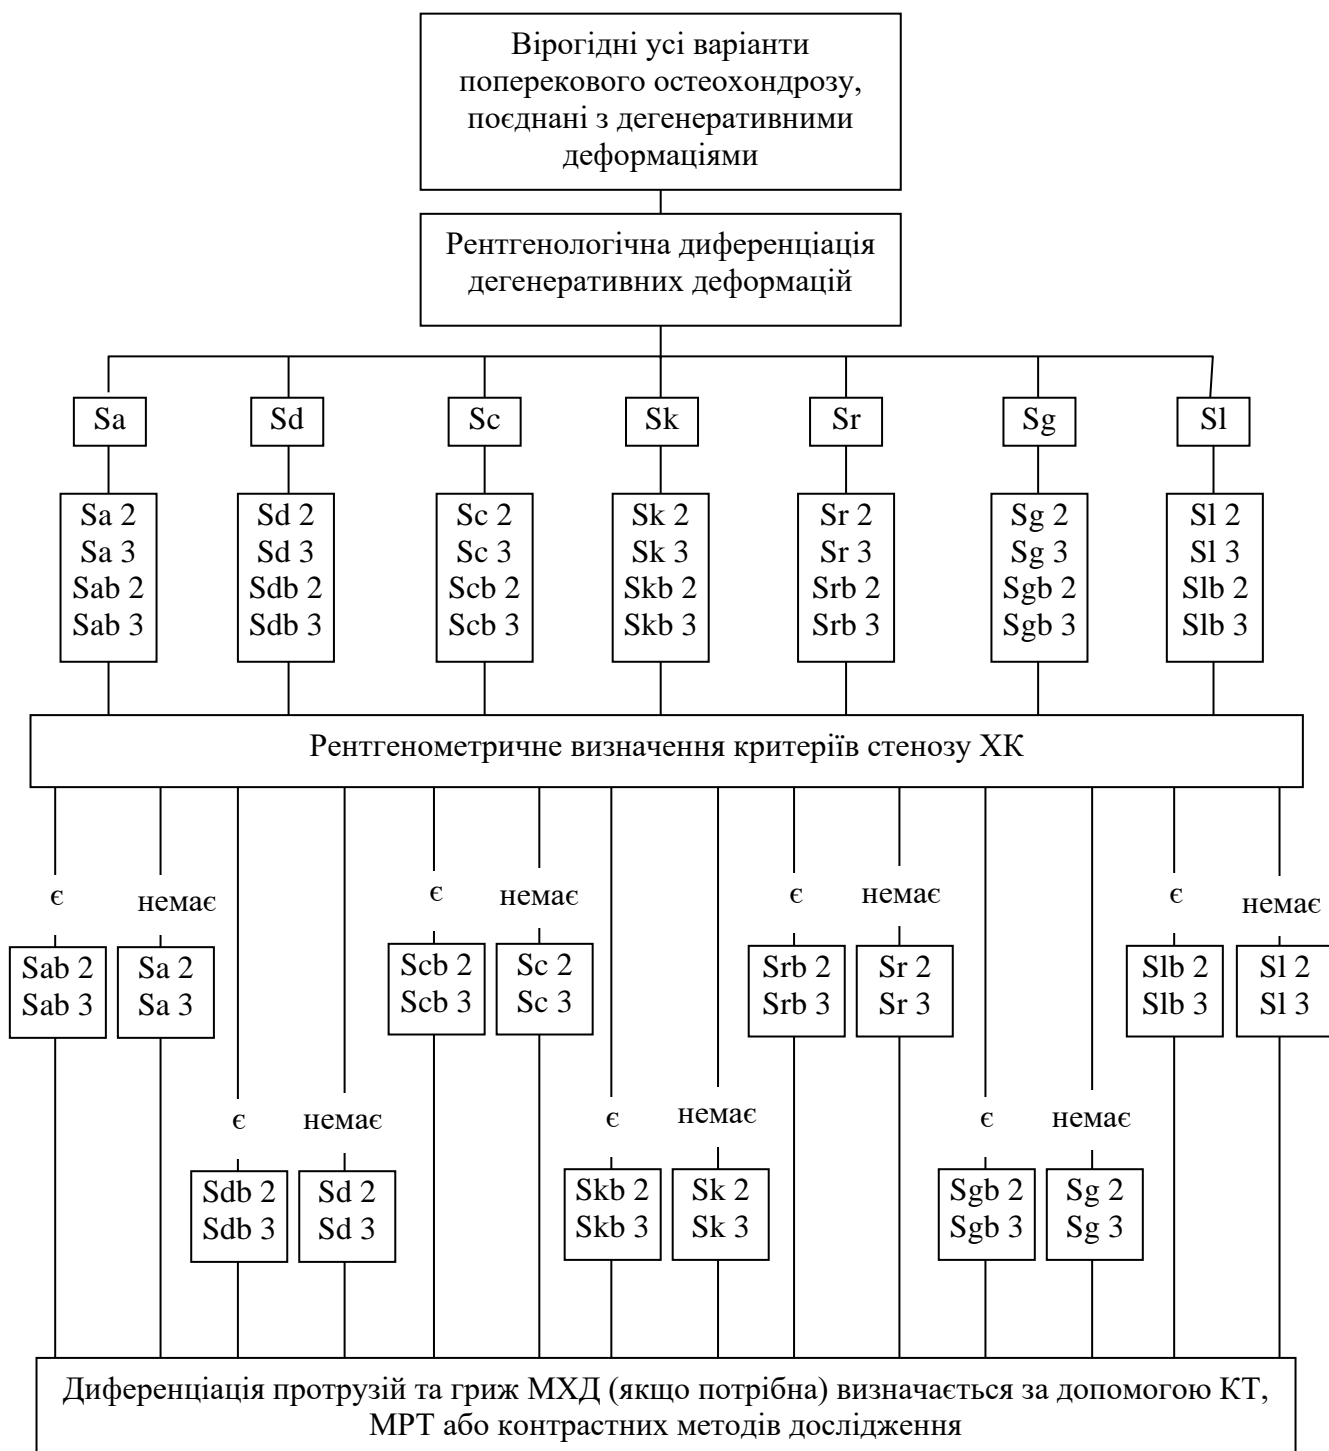 Вірогідні усі варіанти
поперекового остеохондрозу,
поєднані з дегенеративними
деформаціями
Рентгенологічна диференціація
дегенеративних деформацій
Sa
Sd
Sc
Sk
Sr
Sg
Sl
Sa 2
Sa 3
Sab 2
Sab 3
Sd 2
Sd 3
Sdb 2
Sdb 3
Sc 2
Sc 3
Scb 2
Scb 3
Sk 2
Sk 3
Skb 2
Skb 3
Sr 2
Sr 3
Srb 2
Srb 3
Sg 2
Sg 3
Sgb 2
Sgb 3
Sl 2
Sl 3
Slb 2
Slb 3
Рентгенометричне визначення критеріїв стенозу ХК
є
Sab 2
Sab 3
немає
Sa 2
Sa 3
є
Sdb 2
Sdb 3
немає
Sd 2
Sd 3
є
Scb 2
Scb 3
немає
Sc 2
Sc 3
є
Skb 2
Skb 3
немає
Sk 2
Sk 3
є
Srb 2
Srb 3
немає
Sr 2
Sr 3
є
Sgb 2
Sgb 3
немає
Sg 2
Sg 3
є
Slb 2
Slb 3
немає
Sl 2
Sl 3
Диференціація протрузій та гриж МХД (якщо потрібна) визначається за допомогою КТ,
МРТ або контрастних методів дослідження